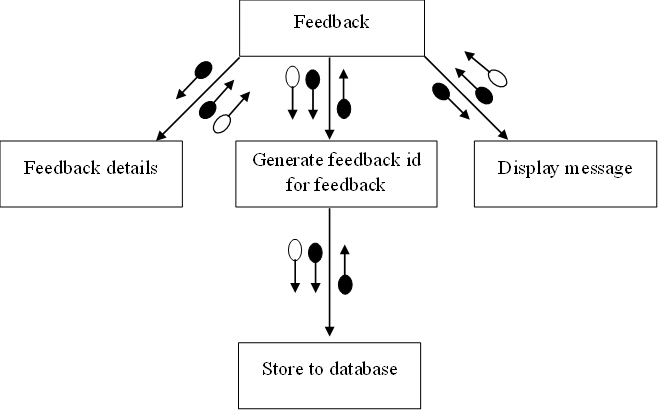 Feedback
Feedback details
Generate feedback id
for feedback
Display message
Store to database